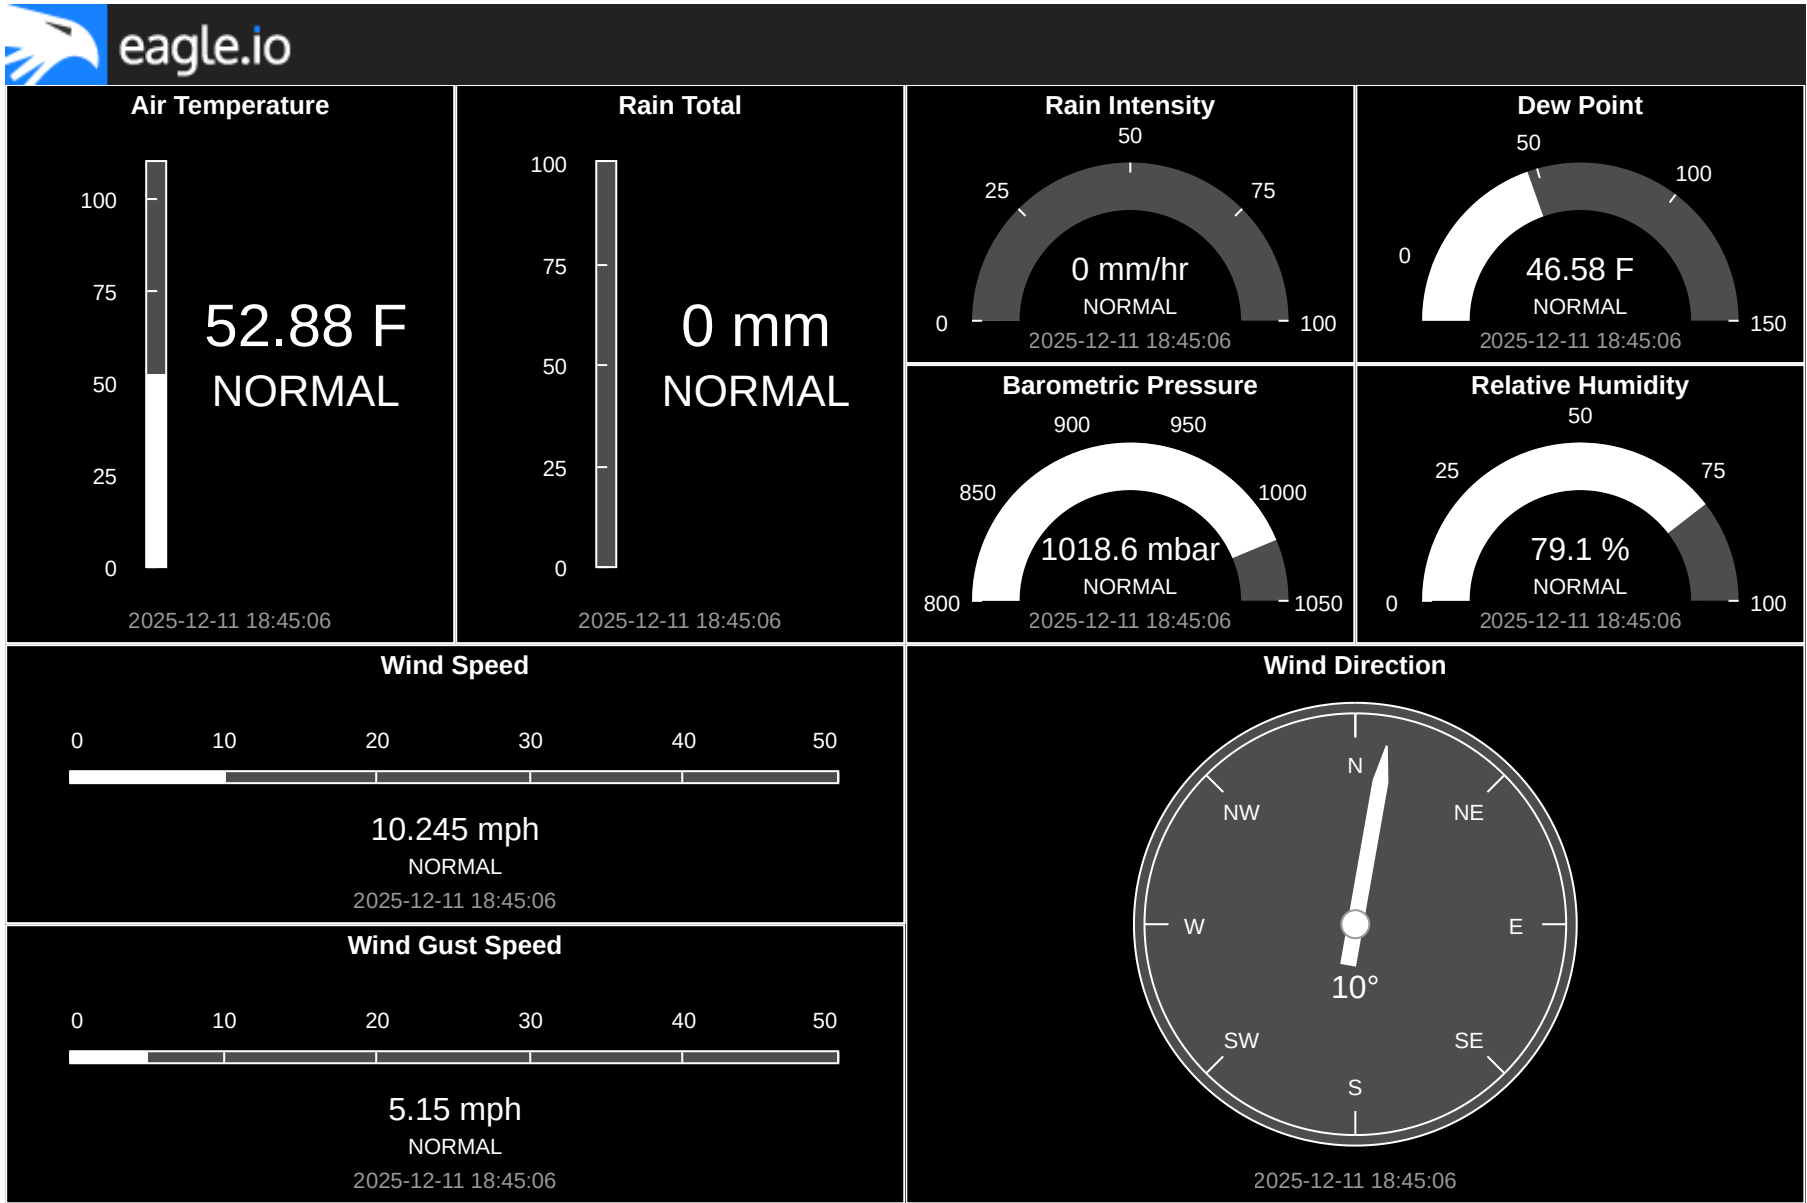 eagle.io
Air Temperature
100
75
50
25
0
52.88 F
NORMAL
2025-12-11 18:45:06
Rain Total
100
75
50
25
0
0 mm
NORMAL
2025-12-11 18:45:06
Rain Intensity
50
25
75
0
100
0 mm/hr
NORMAL
2025-12-11 18:45:06
Dew Point
50
100
0
150
46.58 F
NORMAL
2025-12-11 18:45:06
Barometric Pressure
900
950
850
1000
800
1050
1018.6 mbar
NORMAL
2025-12-11 18:45:06
Relative Humidity
50
25
75
0
100
79.1 %
NORMAL
2025-12-11 18:45:06
Wind Speed
0 10 20 30 40 50
10.245 mph
NORMAL
2025-12-11 18:45:06
Wind Gust Speed
0 10 20 30 40 50
5.15 mph
NORMAL
2025-12-11 18:45:06
Wind Direction
N
NW
NE
W
E
10°
SW
SE
S
2025-12-11 18:45:06